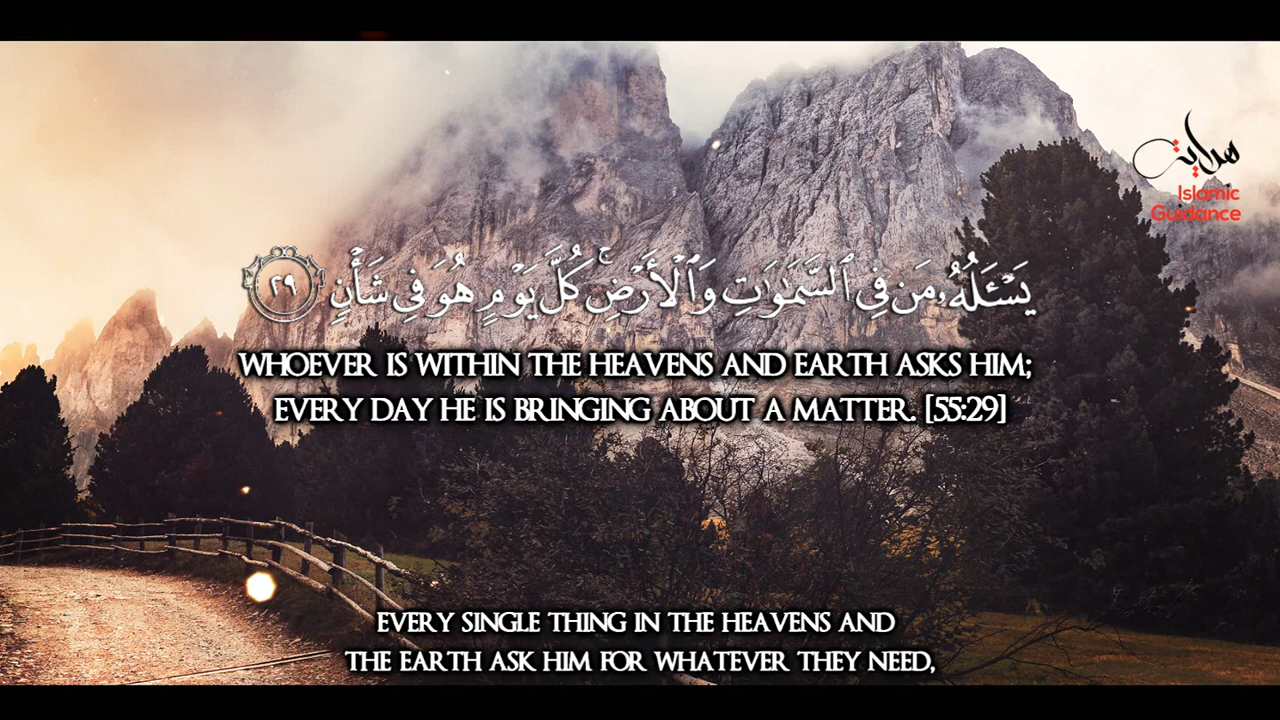 هداية
Islamic
Guidance
يَسْـَٔلُهُۥ مَن فِى ٱلسَّمَـٰوَٰتِ وَٱلْأَرْضِ ۚ كُلَّ يَوْمٍ هُوَ فِى شَأْنٍ ٢٩
WHOEVER IS WITHIN THE HEAVENS AND EARTH ASKS HIM;
EVERY DAY HE IS BRINGING ABOUT A MATTER. [55:29]
EVERY SINGLE THING IN THE HEAVENS AND
THE EARTH ASK HIM FOR WHATEVER THEY NEED,